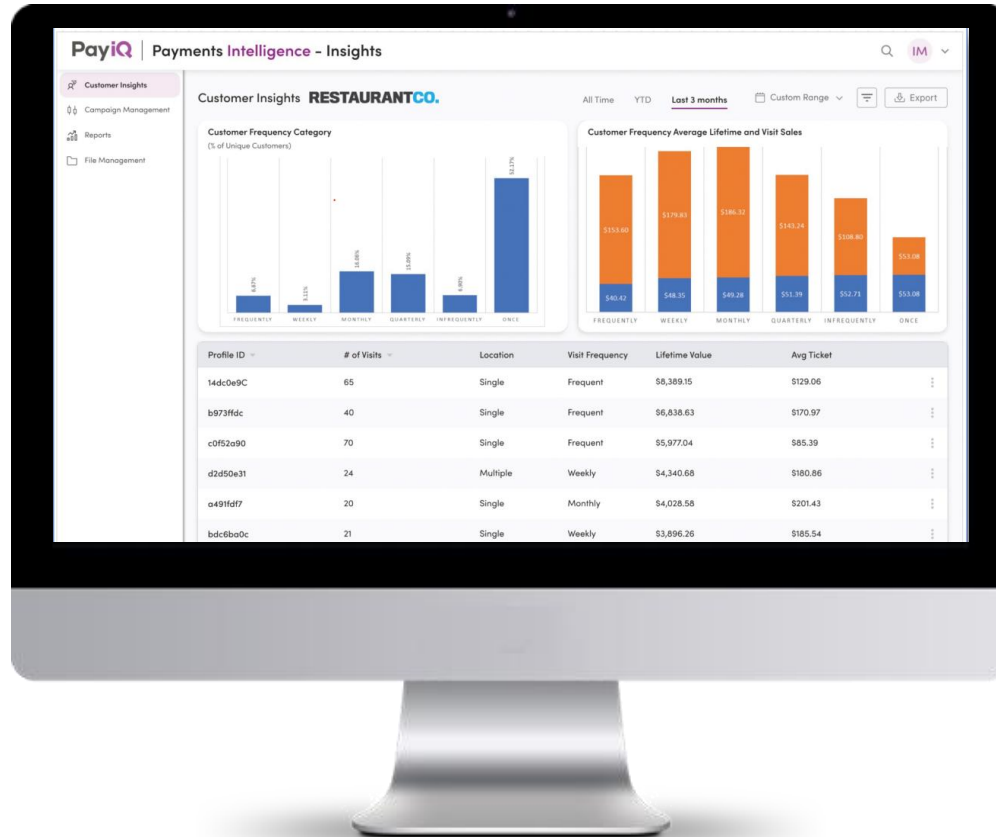 PayiQ | Payments Intelligence - Insights
IM
Customer Insights
Campaign Management
Reports
File Management
Customer Insights RESTAURANTCO.
All Time YTD Last 3 months Custom Range Export
Customer Frequency Category
(% of Unique Customers)
3.11%
15.09%
52.17%
FREQUENTLY WEEKLY MONTHLY QUARTERLY INFREQUENTLY ONCE
Customer Frequency Average Lifetime and Visit Sales
$153.60 $179.83 $186.32 $143.24 $108.80 $53.08
$40.42 $48.35 $49.28 $51.39 $52.71 $53.08
FREQUENTLY WEEKLY MONTHLY QUARTERLY INFREQUENTLY ONCE
Profile ID # of Visits Location Visit Frequency Lifetime Value Avg Ticket
14dc0e9C 65 Single Frequent $8,389.15 $129.06
b973ffdc 40 Single Frequent $6,838.63 $170.97
c0f52a90 70 Single Frequent $5,977.04 $85.39
d2d50e31 24 Multiple Weekly $4,340.68 $180.86
a491fdf7 20 Single Monthly $4,028.58 $201.43
bdc6ba0c 21 Single Weekly $3,896.26 $185.54